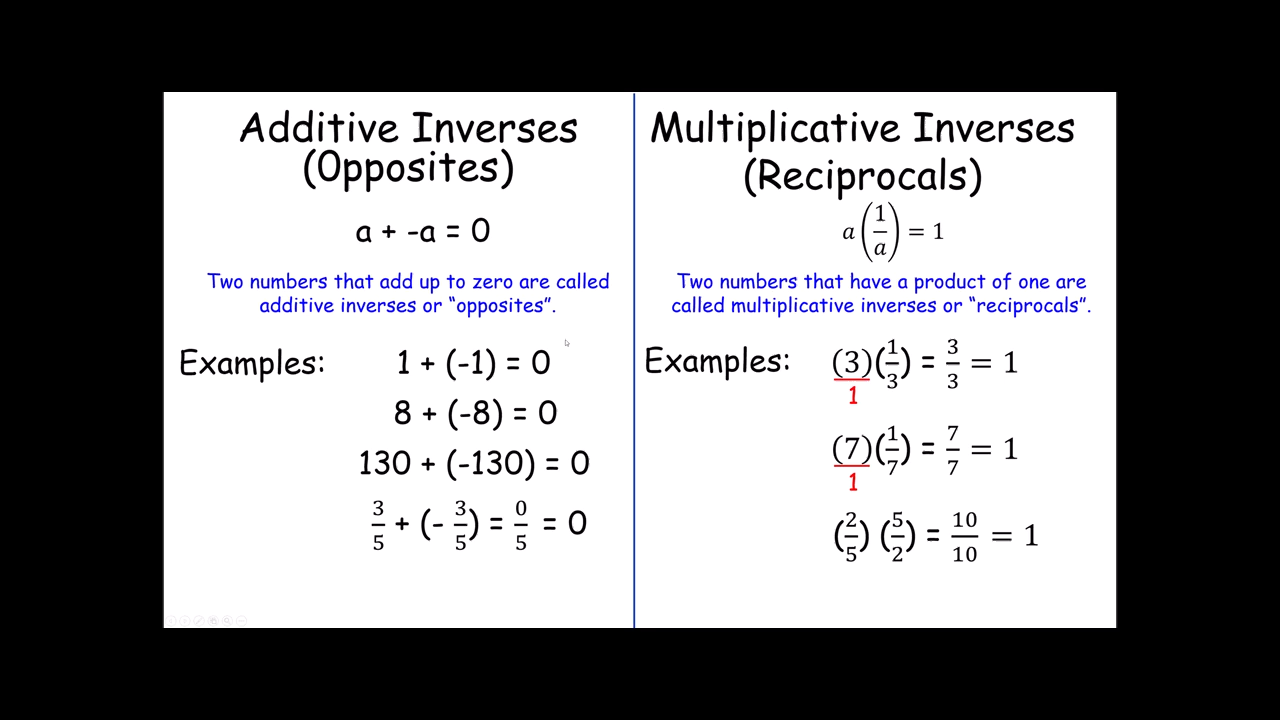 Additive Inverses
(Opposites)
a + -a = 0
Two numbers that add up to zero are called
additive inverses or “opposites”.
Examples:
1 + (-1) = 0
8 + (-8) = 0
130 + (-130) = 0
3/5 + (- 3/5) = 0/5 = 0
Multiplicative Inverses
(Reciprocals)
a(1/a) = 1
Two numbers that have a product of one are
called multiplicative inverses or “reciprocals”.
Examples:
(3)(1/3) = 3/3 = 1
1
(7)(1/7) = 7/7 = 1
1
(2/5) (5/2) = 10/10 = 1